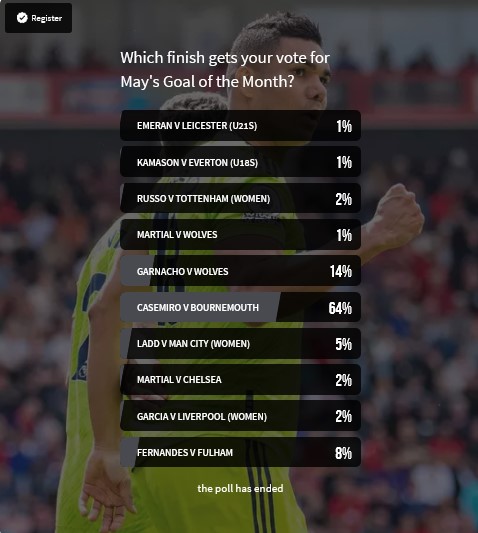 Register
Which finish gets your vote for
May's Goal of the Month?
EMERAN V LEICESTER (U21S) 1%
KAMASON V EVERTON (U18S) 1%
RUSSO V TOTTENHAM (WOMEN) 2%
MARTIAL V WOLVES 1%
GARNACHO V WOLVES 14%
CASEMIRO V BOURNEMOUTH 64%
LADD V MAN CITY (WOMEN) 5%
MARTIAL V CHELSEA 2%
GARCIA V LIVERPOOL (WOMEN) 2%
FERNANDES V FULHAM 8%
the poll has ended